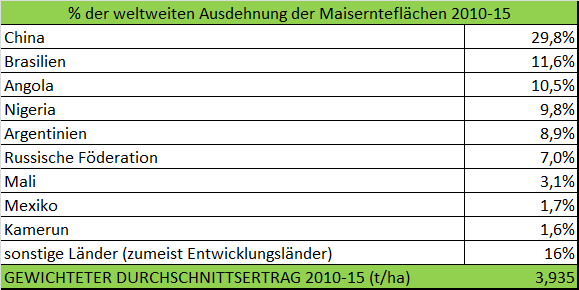 % der weltweiten Ausdehnung der Maisernteflächen 2010-15
China 29,8%
Brasilien 11,6%
Angola 10,5%
Nigeria 9,8%
Argentinien 8,9%
Russische Föderation 7,0%
Mali 3,1%
Mexiko 1,7%
Kamerun 1,6%
sonstige Länder (zumeist Entwicklungsländer) 16%
GEWICHTETER DURCHSCHNITTSERTRAG 2010-15 (t/ha) 3,935